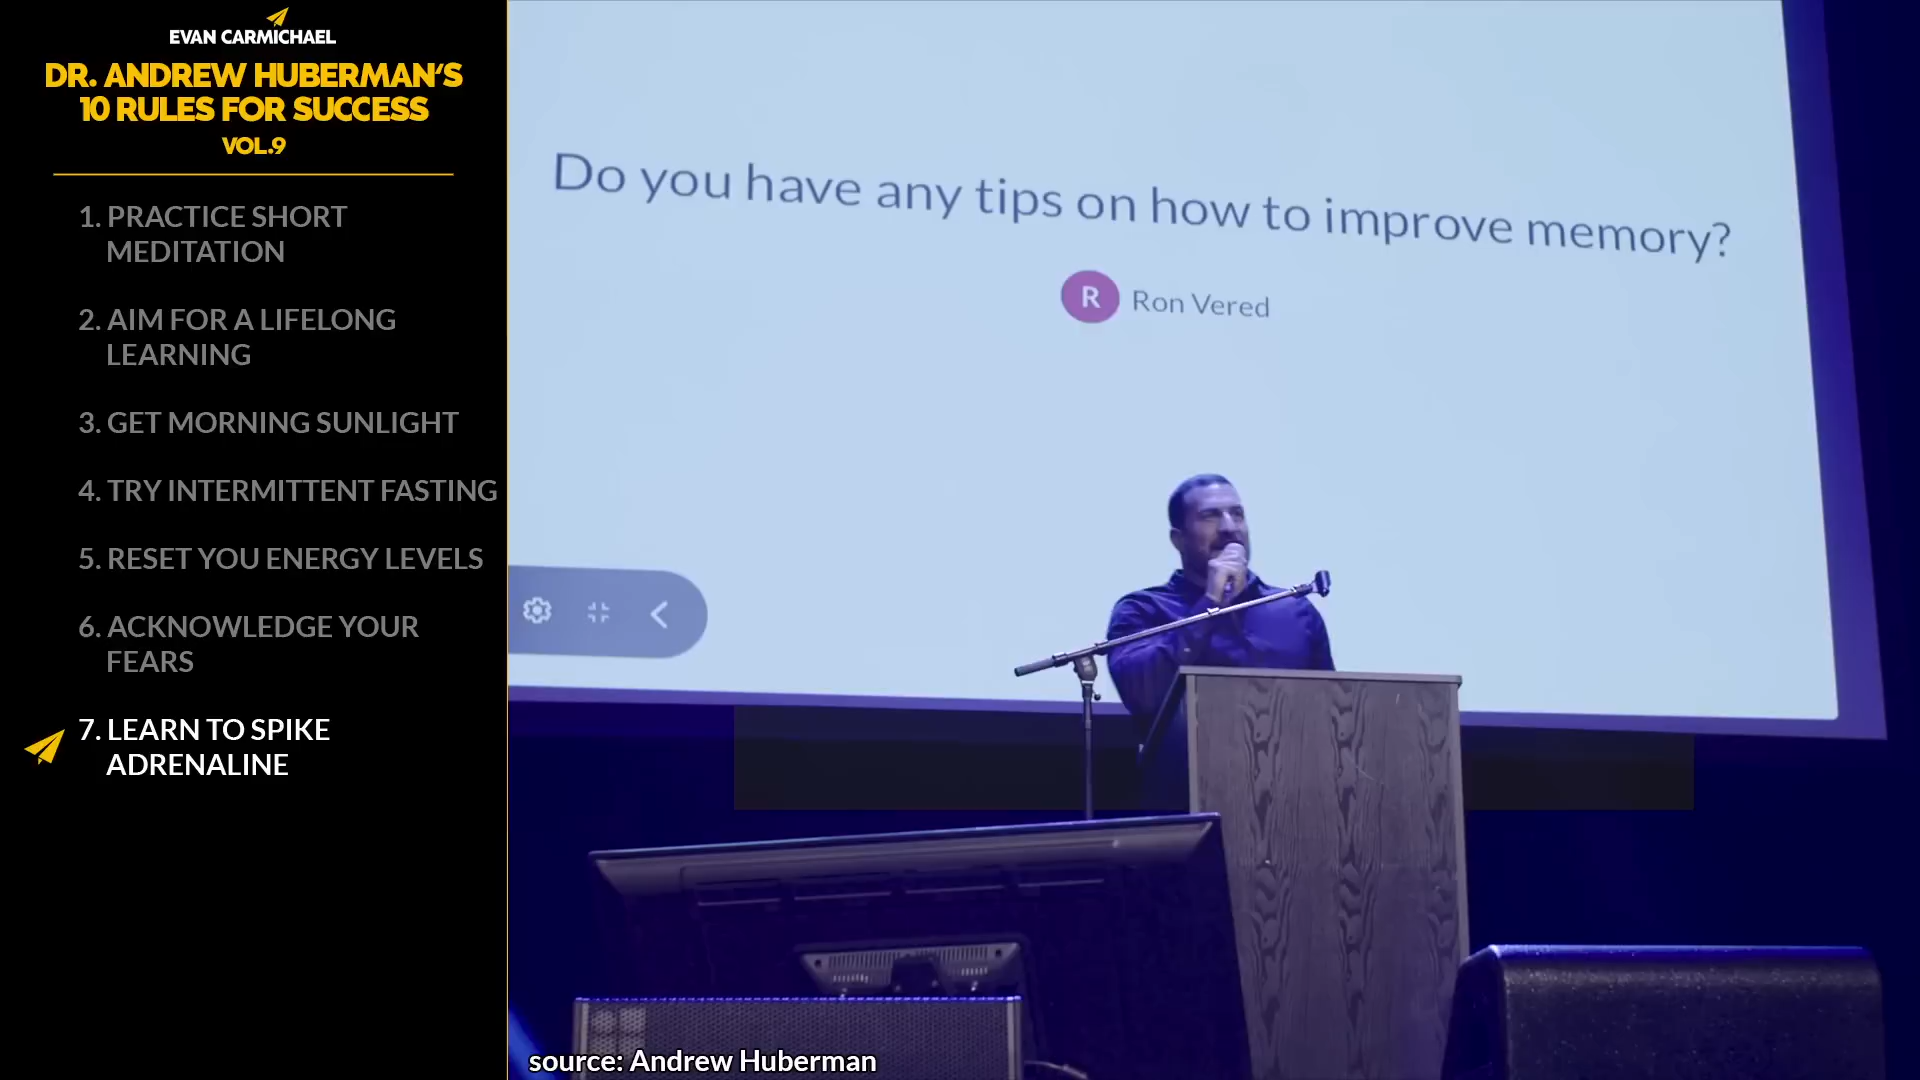 EVAN CARMICHAEL
DR. ANDREW HUBERMAN'S
10 RULES FOR SUCCESS
VOL.9
1. PRACTICE SHORT
MEDITATION
2. AIM FOR A LIFELONG
LEARNING
3. GET MORNING SUNLIGHT
4. TRY INTERMITTENT FASTING
5. RESET YOU ENERGY LEVELS
6. ACKNOWLEDGE YOUR
FEARS
7. LEARN TO SPIKE
ADRENALINE
Do you have any tips on how to improve memory?
R Ron Vered
source: Andrew Huberman